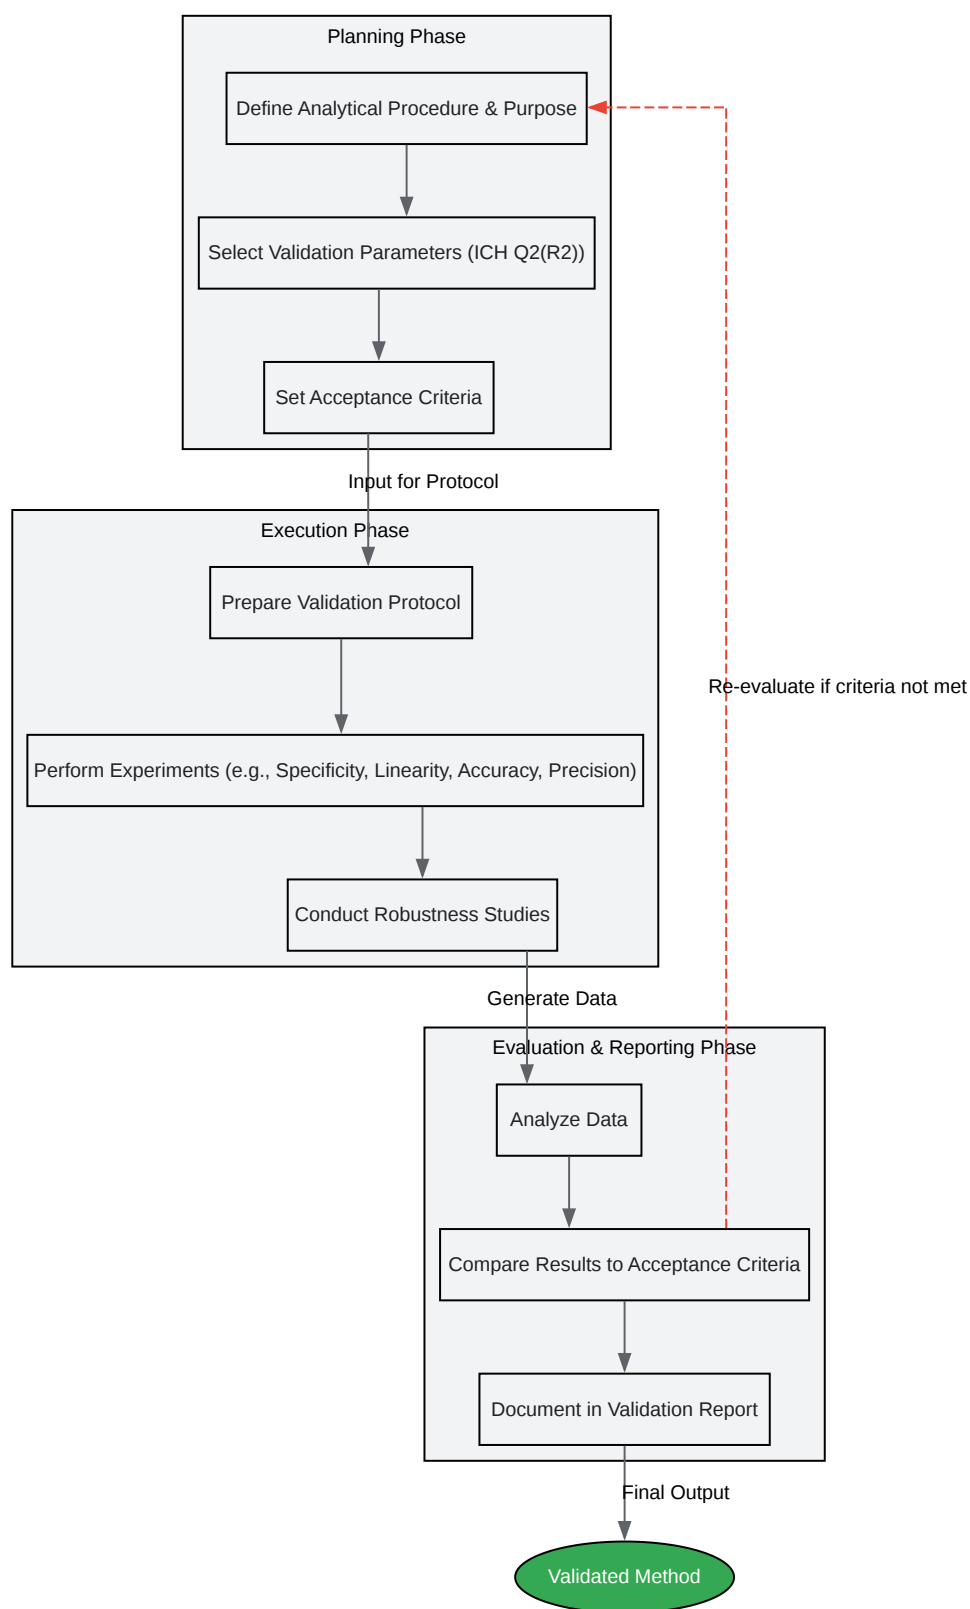 Planning Phase
Define Analytical Procedure & Purpose
Select Validation Parameters (ICH Q2(R2))
Set Acceptance Criteria
Input for Protocol
Execution Phase
Prepare Validation Protocol
Re-evaluate if criteria not met
Perform Experiments (e.g., Specificity, Linearity, Accuracy, Precision)
Conduct Robustness Studies
Generate Data
Evaluation & Reporting Phase
Analyze Data
Compare Results to Acceptance Criteria
Document in Validation Report
Final Output
Validated Method